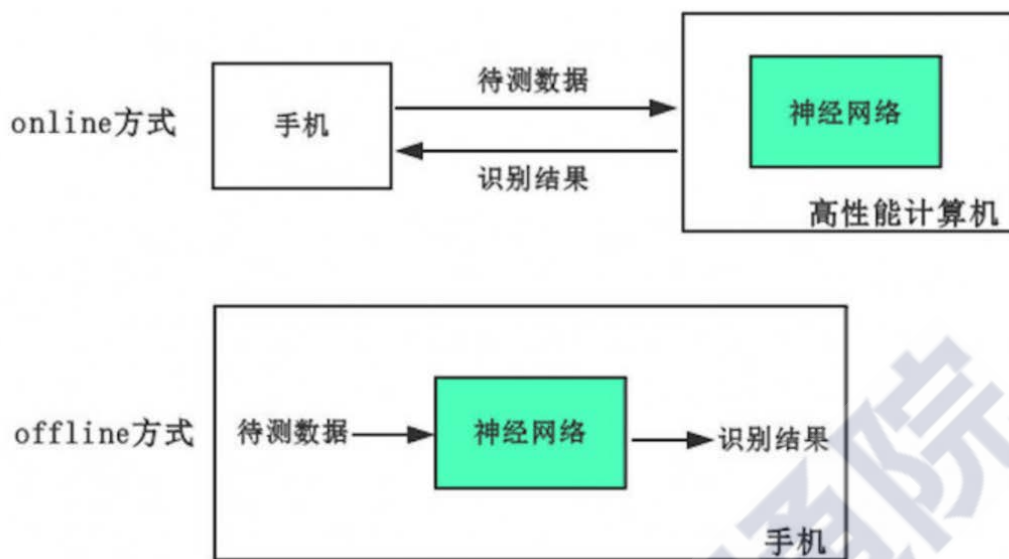 待测数据
online方式
手机
神经网络
识别结果
高性能计算机
offline方式
待测数据
神经网络
识别结果
手机
通院